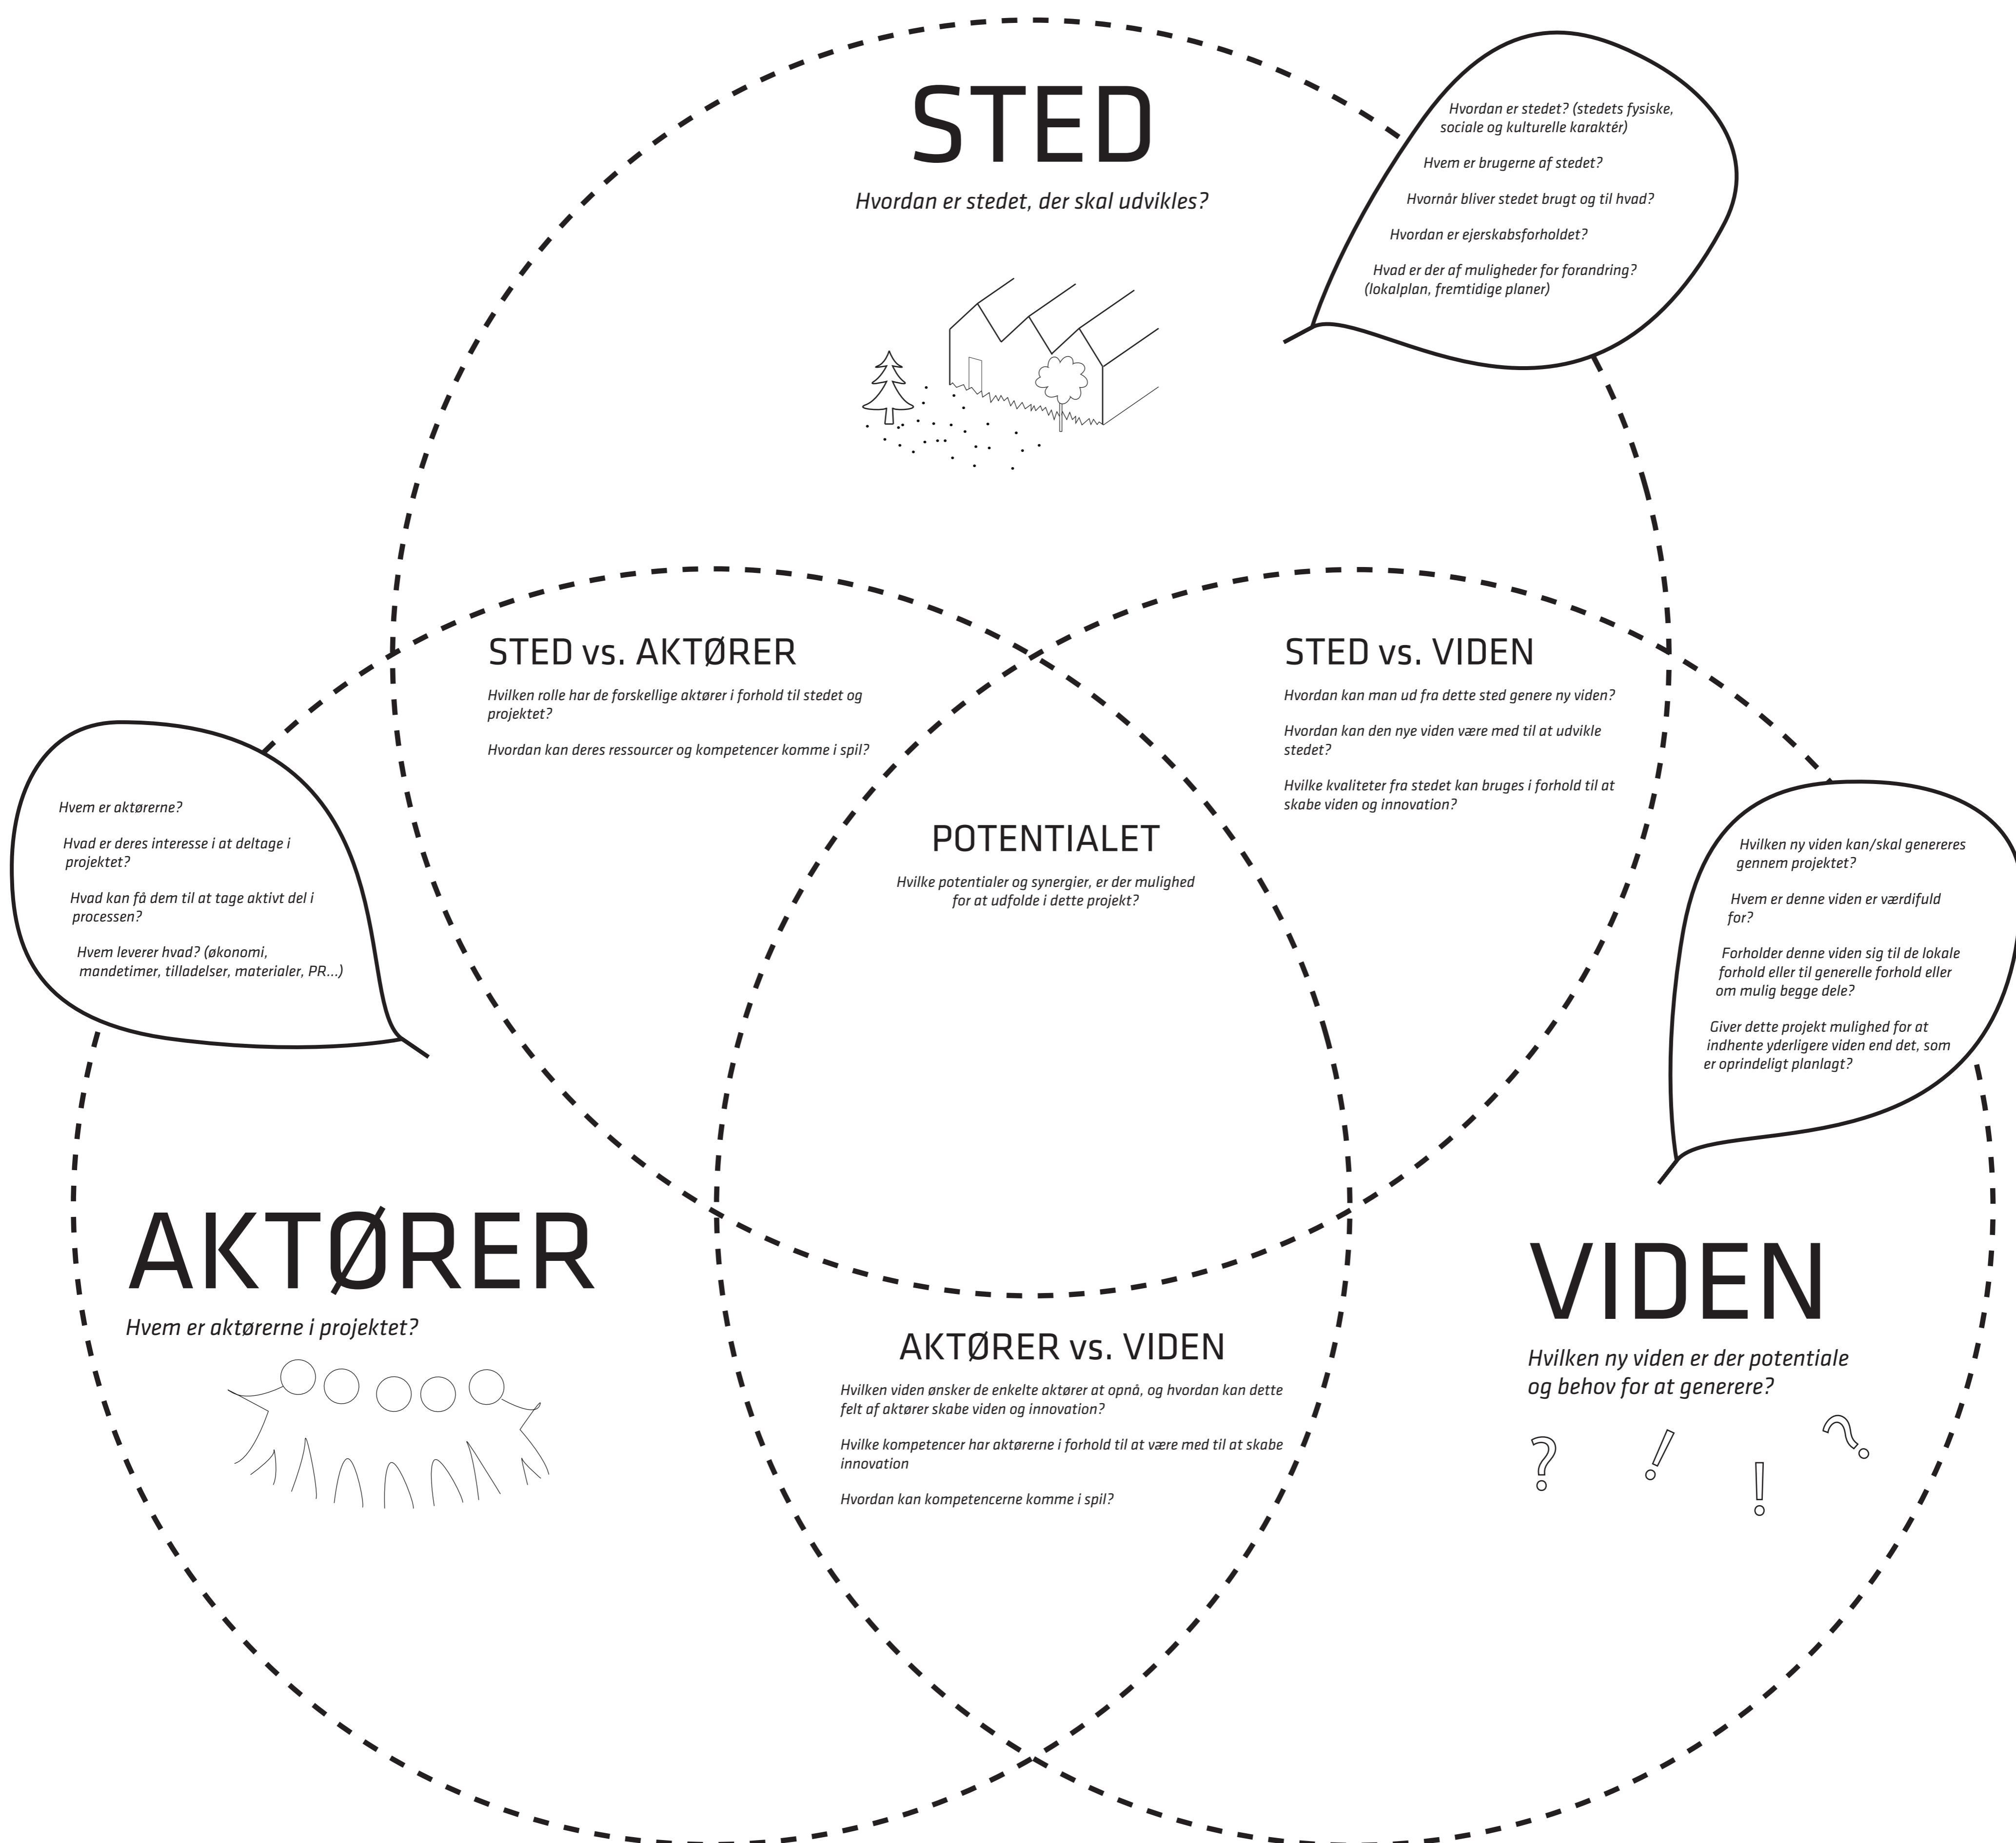 STED
Hvordan er stedet, der skal udvikles?
Hvordan er stedet? (stedets fysiske,
sociale og kulturelle karaktér)
Hvem er brugerne af stedet?
Hvornår bliver stedet brugt og til hvad?
Hvordan er ejerskabsforholdet?
Hvad er der af muligheder for forandring?
(lokalplan, fremtidige planer)
STED vs. AKTØRER
Hvilken rolle har de forskellige aktører i forhold til stedet og
projektet?
Hvordan kan deres ressourcer og kompetencer komme i spil?
STED vs. VIDEN
Hvordan kan man ud fra dette sted genere ny viden?
Hvordan kan den nye viden være med til at udvikle
stedet?
Hvilke kvaliteter fra stedet kan bruges i forhold til at
skabe viden og innovation?
Hvem er aktørerne?
Hvad er deres interesse i at deltage i
projektet?
Hvad kan få dem til at tage aktivt del i
processen?
Hvem leverer hvad? (økonomi,
mandetimer, tilladelser, materialer, PR...)
POTENTIALET
Hvilke potentialer og synergier, er der mulighed
for at udfolde i dette projekt?
Hvilken ny viden kan/skal genereres
gennem projektet?
Hvem er denne viden er værdifuld
for?
Forholder denne viden sig til de lokale
forhold eller til generelle forhold eller
om mulig begge dele?
Giver dette projekt mulighed for at
indhente yderligere viden end det, som
er oprindeligt planlagt?
AKTØRER
Hvem er aktørerne i projektet?
AKTØRER vs. VIDEN
Hvilken viden ønsker de enkelte aktører at opnå, og hvordan kan dette
felt af aktører skabe viden og innovation?
Hvilke kompetencer har aktørerne i forhold til at være med til at skabe
innovation
Hvordan kan kompetencerne komme i spil?
VIDEN
Hvilken ny viden er der potentiale
og behov for at generere?
? ! ! ?